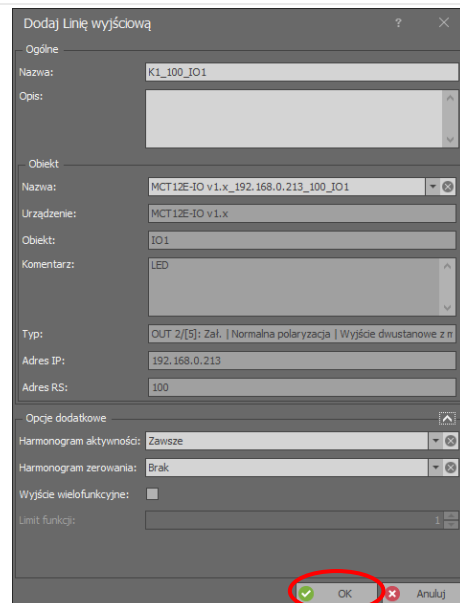 Dodaj Linię wyjściową ?
Ogólne
Nazwa: K1_100_IO1
Opis:
Obiekt
Nazwa: MCT12E-IO v1.x_192.168.0.213_100_IO1
Urządzenie: MCT12E-IO v1.x
Obiekt: IO1
Komentarz: LED
Typ: OUT 2/[5]: Zał. | Normalna polaryzacja | Wyjście dwustanowe z
Adres IP: 192.168.0.213
Adres RS: 100
Opcje dodatkowe
Harmonogram aktywności: Zawsze
Harmonogram zerowania: Brak
Wyjście wielofunkcyjne:
Limit funkcji: 1
OK Anuluj